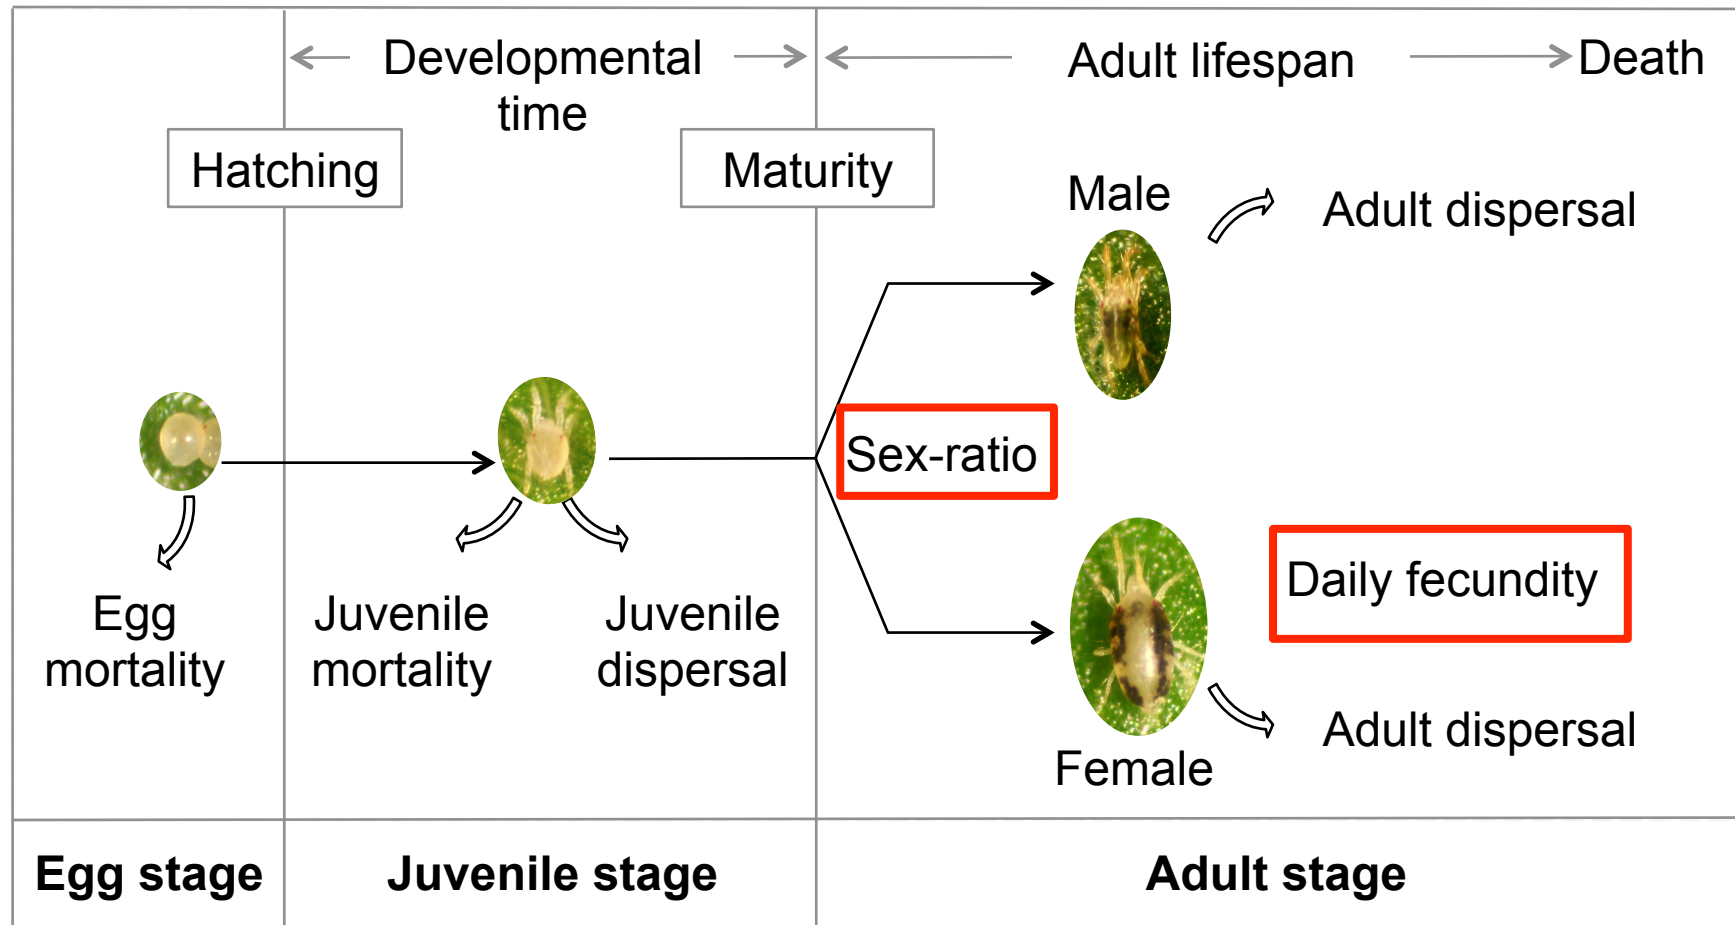 Developmental
time
Adult lifespan
Death
Hatching
Maturity
Male
Adult dispersal
Sex-ratio
Daily fecundity
Egg
mortality
Juvenile
mortality
Juvenile
dispersal
Adult dispersal
Female
Egg stage
Juvenile stage
Adult stage